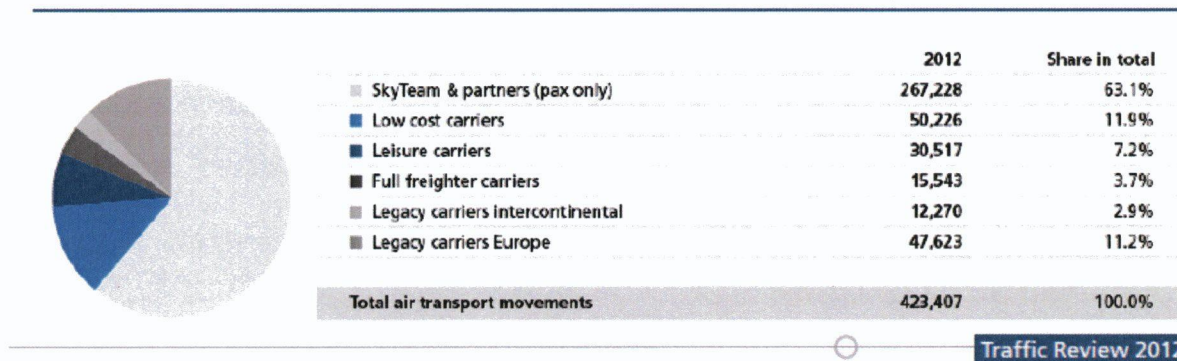 2012 Share in total
SkyTeam & partners (pax only) 267,228 63.1%
Low cost carriers 50,226 11.9%
Leisure carriers 30,517 7.2%
Full freighter carriers 15,543 3.7%
Legacy carriers intercontinental 12,270 2.9%
Legacy carriers Europe 47,623 11.2%
Total air transport movements 423,407 100.0%
Traffic Review 2012